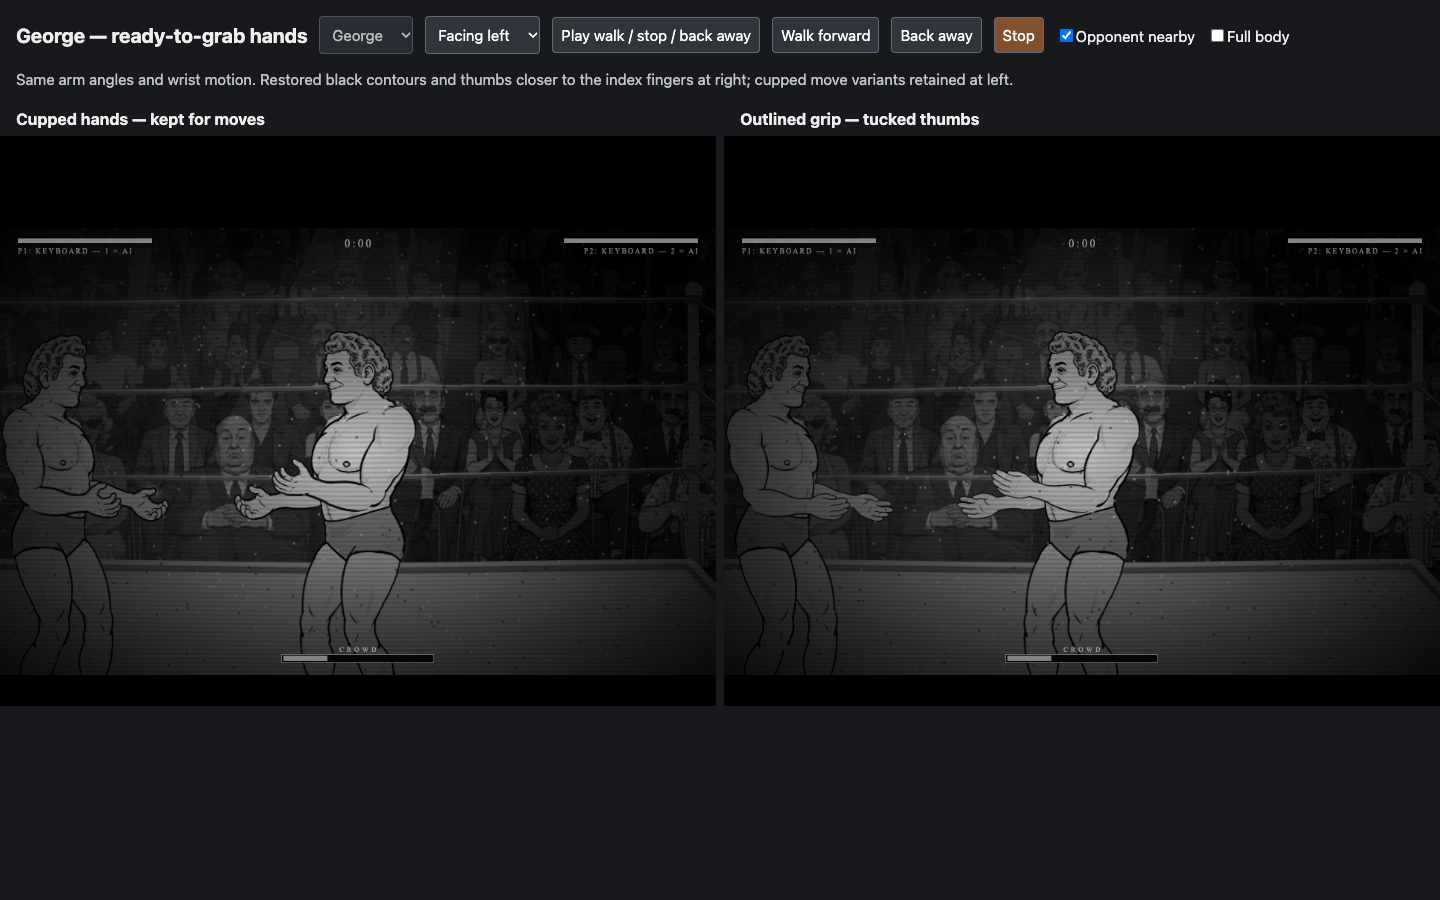 George — ready-to-grab hands George Facing left Play walk / stop / back away Walk forward Back away Stop Opponent nearby Full body
Same arm angles and wrist motion. Restored black contours and thumbs closer to the index fingers at right; cupped move variants retained at left.
Cupped hands — kept for moves
P1: KEYBOARD — 1 = AI
0:00
P2: KEYBOARD — 2 = AI
CROWD
Outlined grip — tucked thumbs
P1: KEYBOARD — 1 = AI
0:00
P2: KEYBOARD — 2 = AI
CROWD